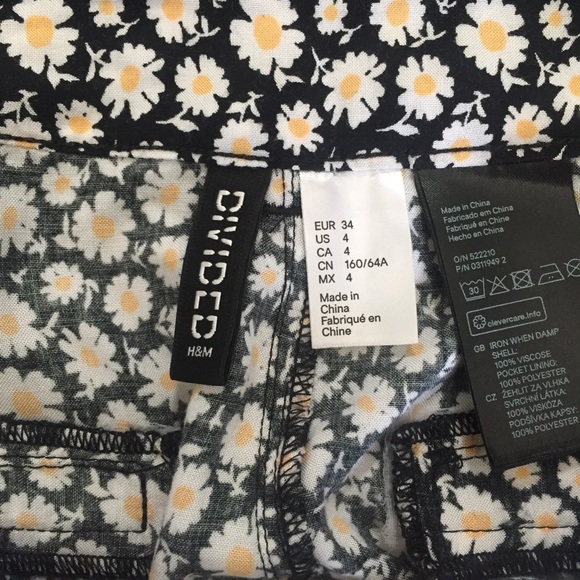 DIVIDED
H&M
EUR 34
US 4
CA 4
CN 160/64A
MX 4
Made in
China
Fabriqué en
Chine
Made in China
Fabricado em China
Fabriqué en Chine
Hecho en China
O/N 522210
P/N 0311949 2
30
clevercare.info
GB IRON WHEN DAMP
SHELL:
100% VISCOSE
POCKET LINING:
100% POLYESTER
CZ ŽEHLIT ZA VLHKA
SVRCHNÍ LÁTKA:
100% VISKÓZA
PODŠÍVKA KAPSY:
100% POLYESTER